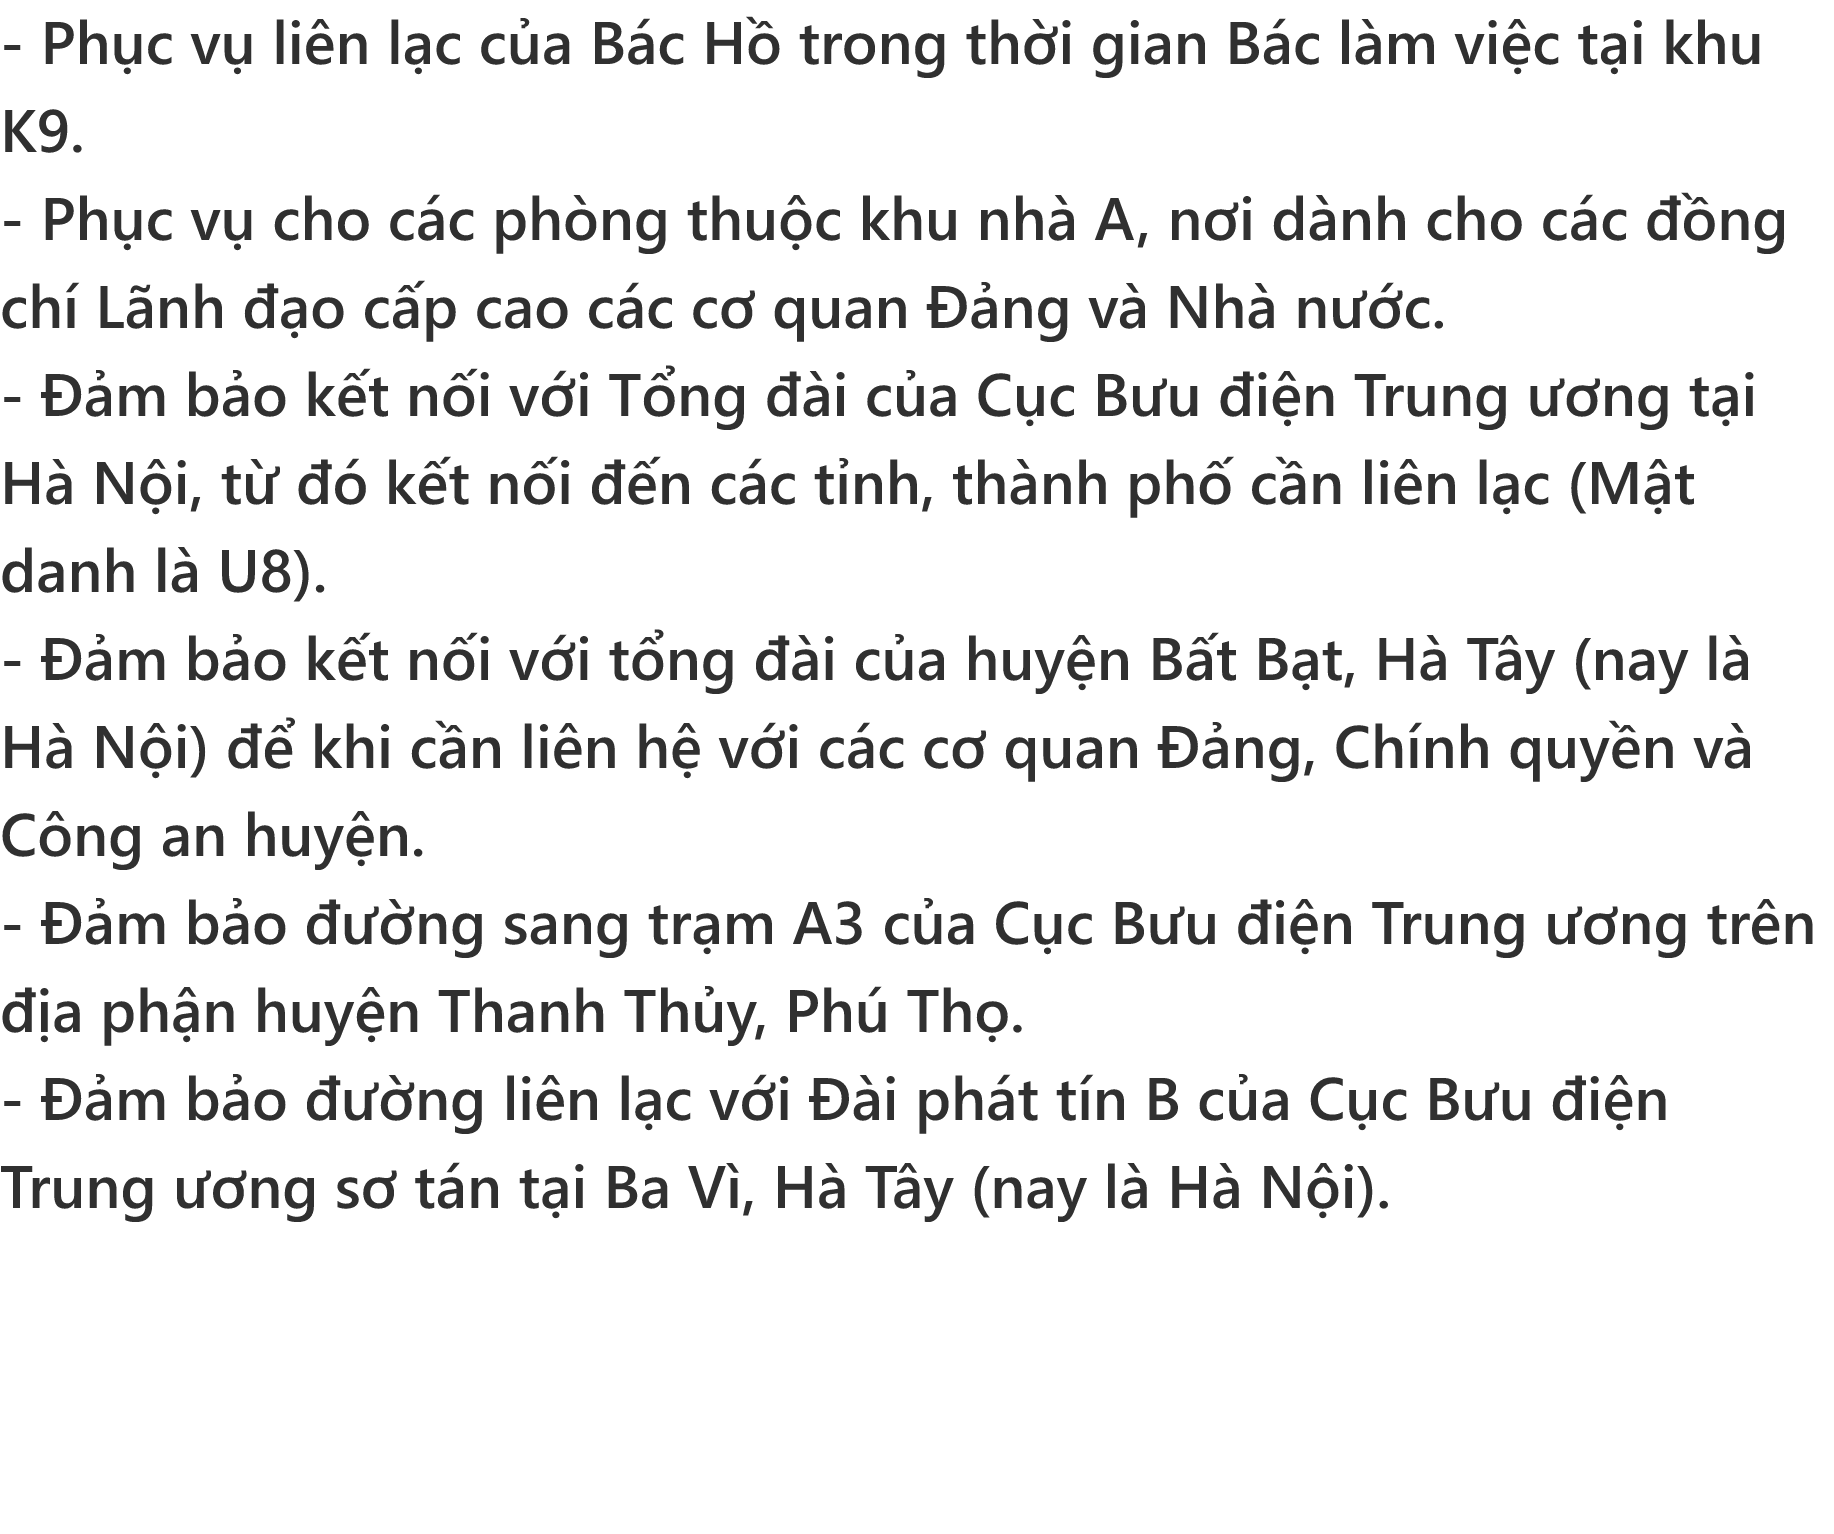 - Phục vụ liên lạc của Bác Hồ trong thời gian Bác làm việc tại khu
K9.
- Phục vụ cho các phòng thuộc khu nhà A, nơi dành cho các đồng
chí Lãnh đạo cấp cao các cơ quan Đảng và Nhà nước.
- Đảm bảo kết nối với Tổng đài của Cục Bưu điện Trung ương tại
Hà Nội, từ đó kết nối đến các tỉnh, thành phố cần liên lạc (Mật
danh là U8).
- Đảm bảo kết nối với tổng đài của huyện Bất Bạt, Hà Tây (nay là
Hà Nội) để khi cần liên hệ với các cơ quan Đảng, Chính quyền và
Công an huyện.
- Đảm bảo đường sang trạm A3 của Cục Bưu điện Trung ương trên
địa phận huyện Thanh Thủy, Phú Thọ.
- Đảm bảo đường liên lạc với Đài phát tín B của Cục Bưu điện
Trung ương sơ tán tại Ba Vì, Hà Tây (nay là Hà Nội).